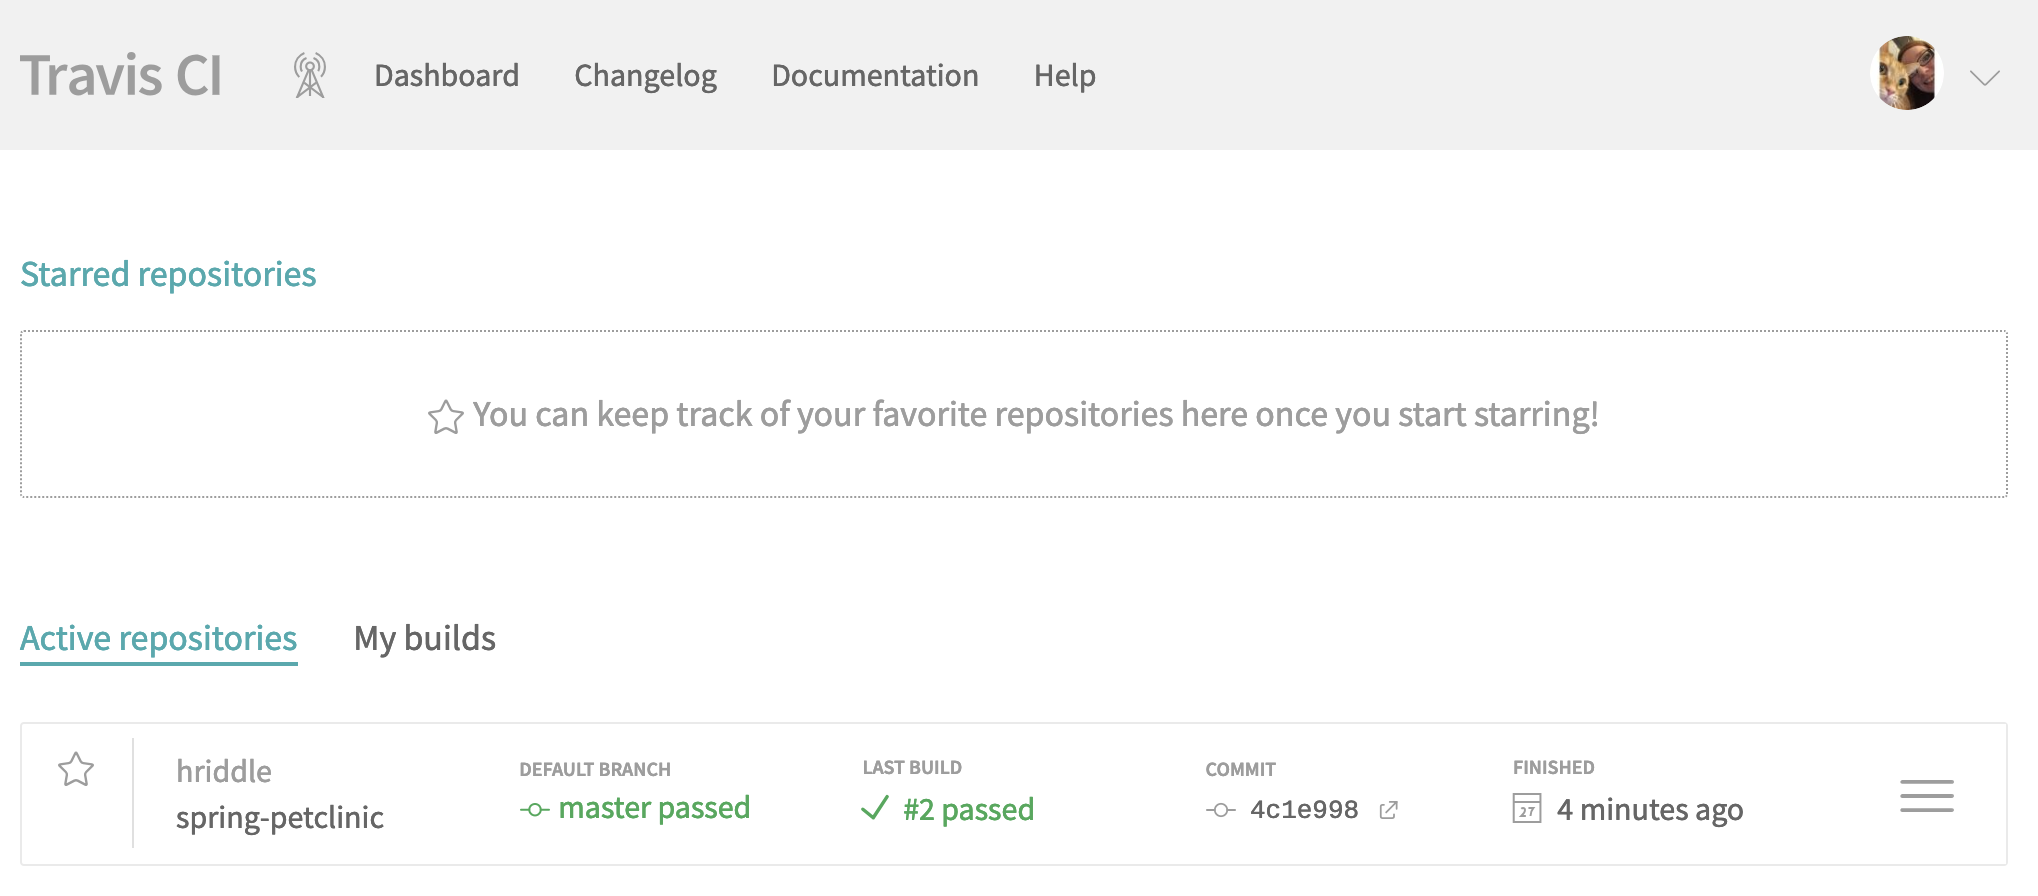 Travis CI Dashboard Changelog Documentation Help
Starred repositories
You can keep track of your favorite repositories here once you start starring!
Active repositories My builds
hriddle DEFAULT BRANCH LAST BUILD COMMIT FINISHED
spring-petclinic master passed #2 passed 4c1e998 27 4 minutes ago